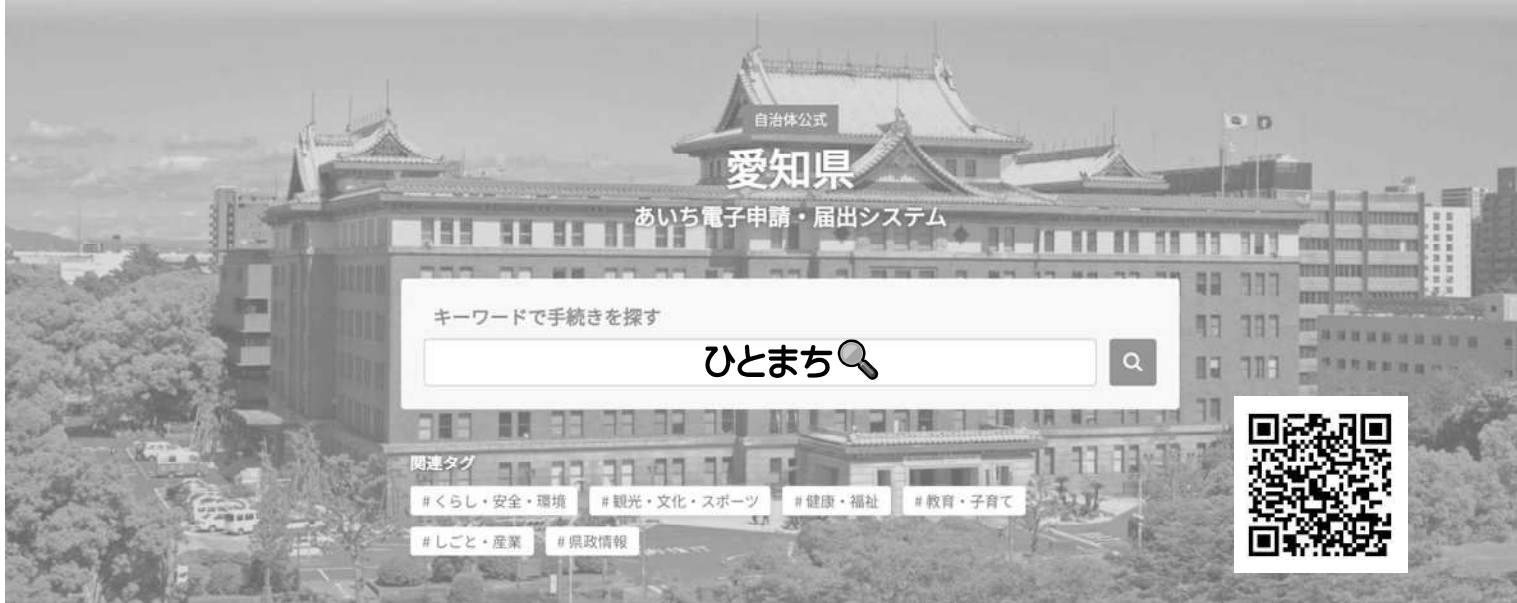 自治体公式
愛知県
あいち電子申請・届出システム
キーワードで手続きを探す
ひとまち
関連タグ
#くらし・安全・環境 #観光・文化・スポーツ #健康・福祉 #教育・子育て
#しごと・産業 #県政情報